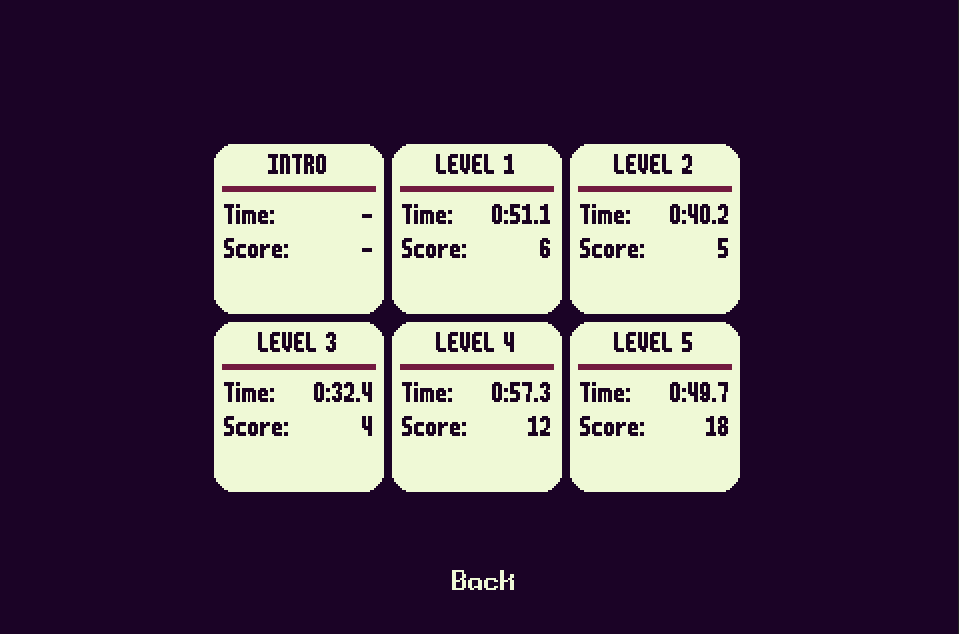 INTRO
Time: -
Score: -
LEVEL 1
Time: 0:51.1
Score: 6
LEVEL 2
Time: 0:40.2
Score: 5
LEVEL 3
Time: 0:32.4
Score: 4
LEVEL 4
Time: 0:57.3
Score: 12
LEVEL 5
Time: 0:49.7
Score: 18
Back